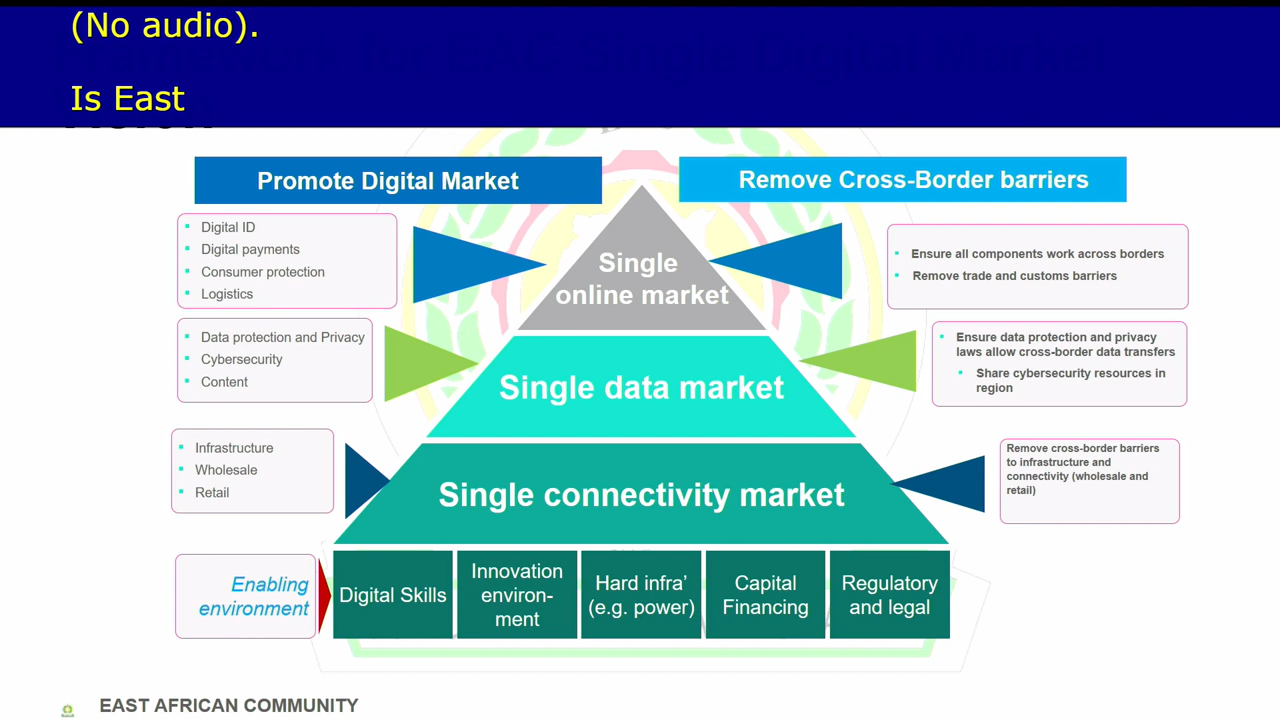 (No audio).
Is East
Promote Digital Market
Remove Cross-Border barriers
Digital ID
Digital payments
Consumer protection
Logistics
Single
online market
Ensure all components work across borders
Remove trade and customs barriers
Data protection and Privacy
Cybersecurity
Content
Single data market
Ensure data protection and privacy
laws allow cross-border data transfers
Share cybersecurity resources in
region
Infrastructure
Wholesale
Retail
Single connectivity market
Remove cross-border barriers
to infrastructure and
connectivity (wholesale and
retail)
Enabling
environment
Digital Skills
Innovation
environ-
ment
Hard infra’
(e.g. power)
Capital
Financing
Regulatory
and legal
EAST AFRICAN COMMUNITY